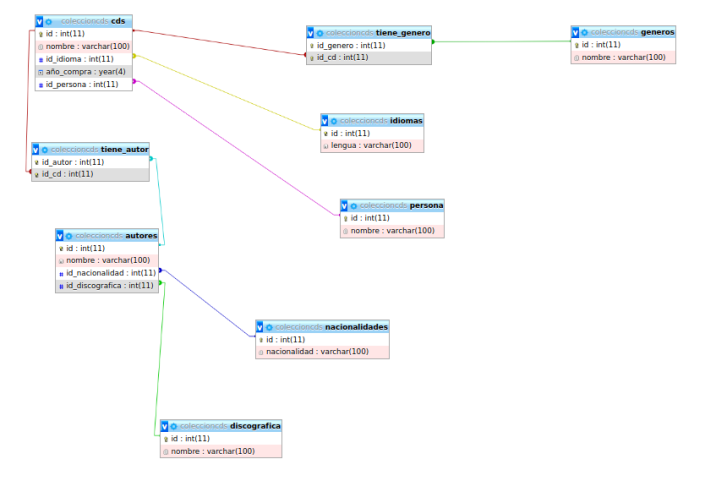 coleccioncds cds
id : int(11)
nombre : varchar(100)
id_idioma : int(11)
año_compra : year(4)
id_persona : int(11)
coleccioncds tiene_genero
id_genero : int(11)
id_cd : int(11)
coleccioncds generos
id : int(11)
nombre : varchar(100)
coleccioncds idiomas
id : int(11)
lengua : varchar(100)
coleccioncds tiene_autor
id_autor : int(11)
id_cd : int(11)
coleccioncds persona
id : int(11)
nombre : varchar(100)
coleccioncds autores
id : int(11)
nombre : varchar(100)
id_nacionalidad : int(11)
id_discografica : int(11)
coleccioncds nacionalidades
id : int(11)
nacionalidad : varchar(100)
coleccioncds discografica
id : int(11)
nombre : varchar(100)